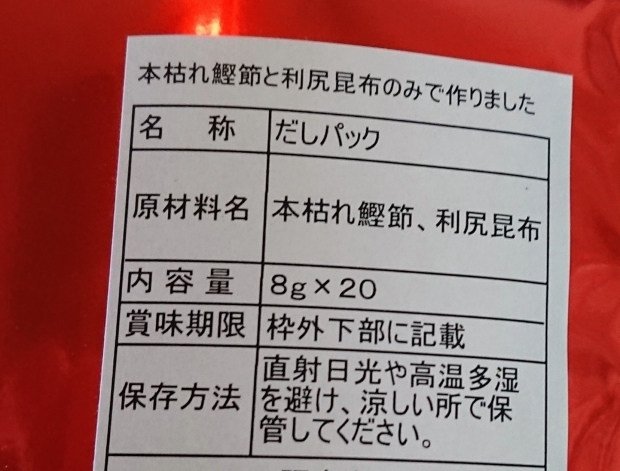 本枯れ鰹節と利尻昆布のみで作りました
名 称 だしパック
原材料名 本枯れ鰹節、利尻昆布
内容量 8g×20
賞味期限 枠外下部に記載
保存方法 直射日光や高温多湿
を避け、涼しい所で保
管してください。